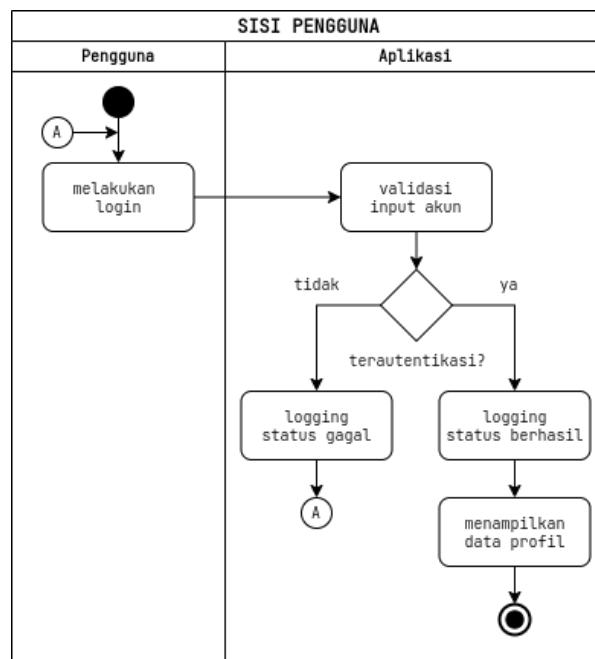 SISI PENGGUNA
Pengguna
Aplikasi
A
melakukan
login
validasi
input akun
tidak
ya
terautentikasi?
logging
status gagal
logging
status berhasil
A
menampilkan
data profil